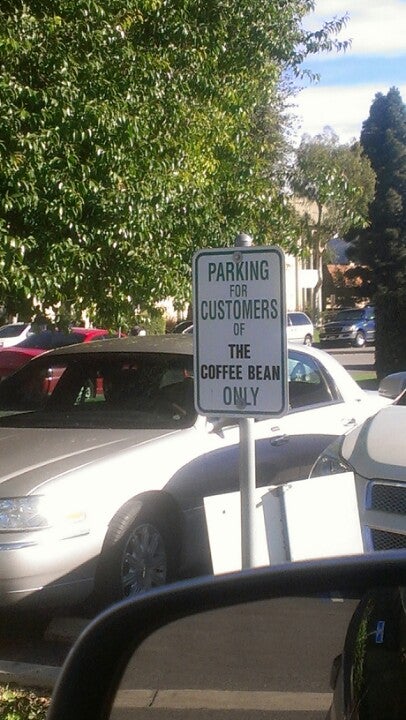 PARKING
FOR
CUSTOMERS
OF
THE
COFFEE BEAN
ONLY